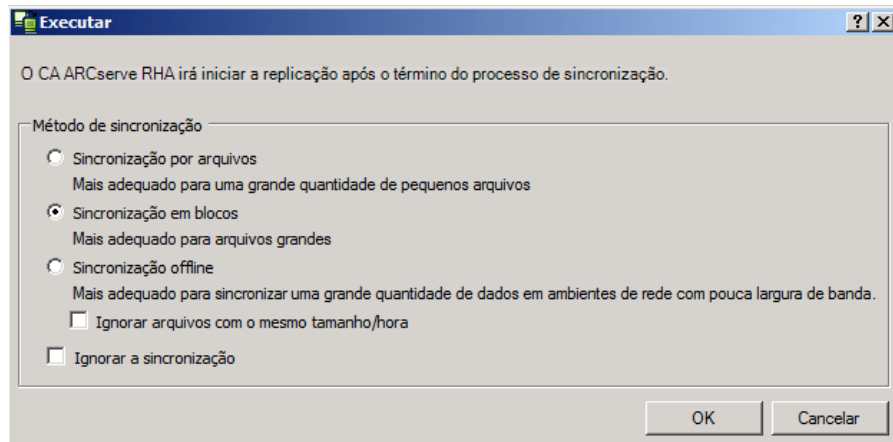 Executar
O CA ARCserve RHA irá iniciar a replicação após o término do processo de sincronização.
Método de sincronização
Sincronização por arquivos
Mais adequado para uma grande quantidade de pequenos arquivos
Sincronização em blocos
Mais adequado para arquivos grandes
Sincronização offline
Mais adequado para sincronizar uma grande quantidade de dados em ambientes de rede com pouca largura de banda.
Ignorar arquivos com o mesmo tamanho/hora
Ignorar a sincronização
OK Cancelar